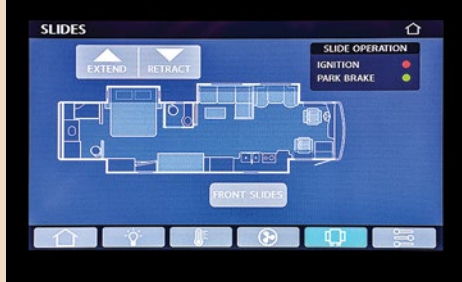 SLIDES
SLIDE OPERATION
IGNITION
PARK BRAKE
EXTEND
RETRACT
FRONT SLIDES